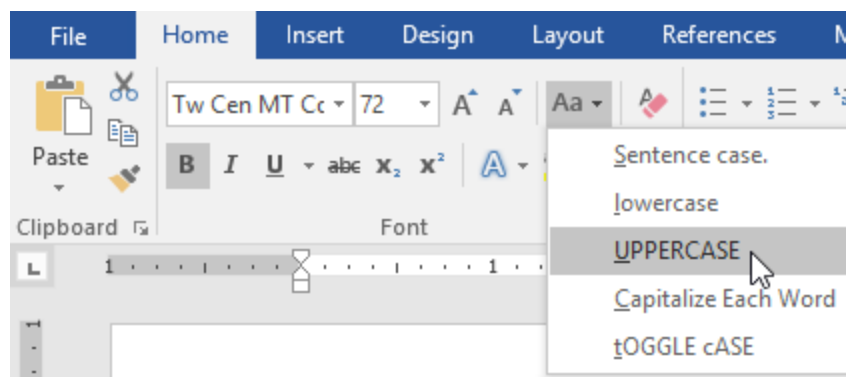 File Home Insert Design Layout References
Tw Cen MT Cc 72 A A Aa
Paste B I U abc X₂ X² A
Sentence case.
lowercase
Clipboard Font
UPPERCASE
1 1
Capitalize Each Word
tOGGLE cASE
1